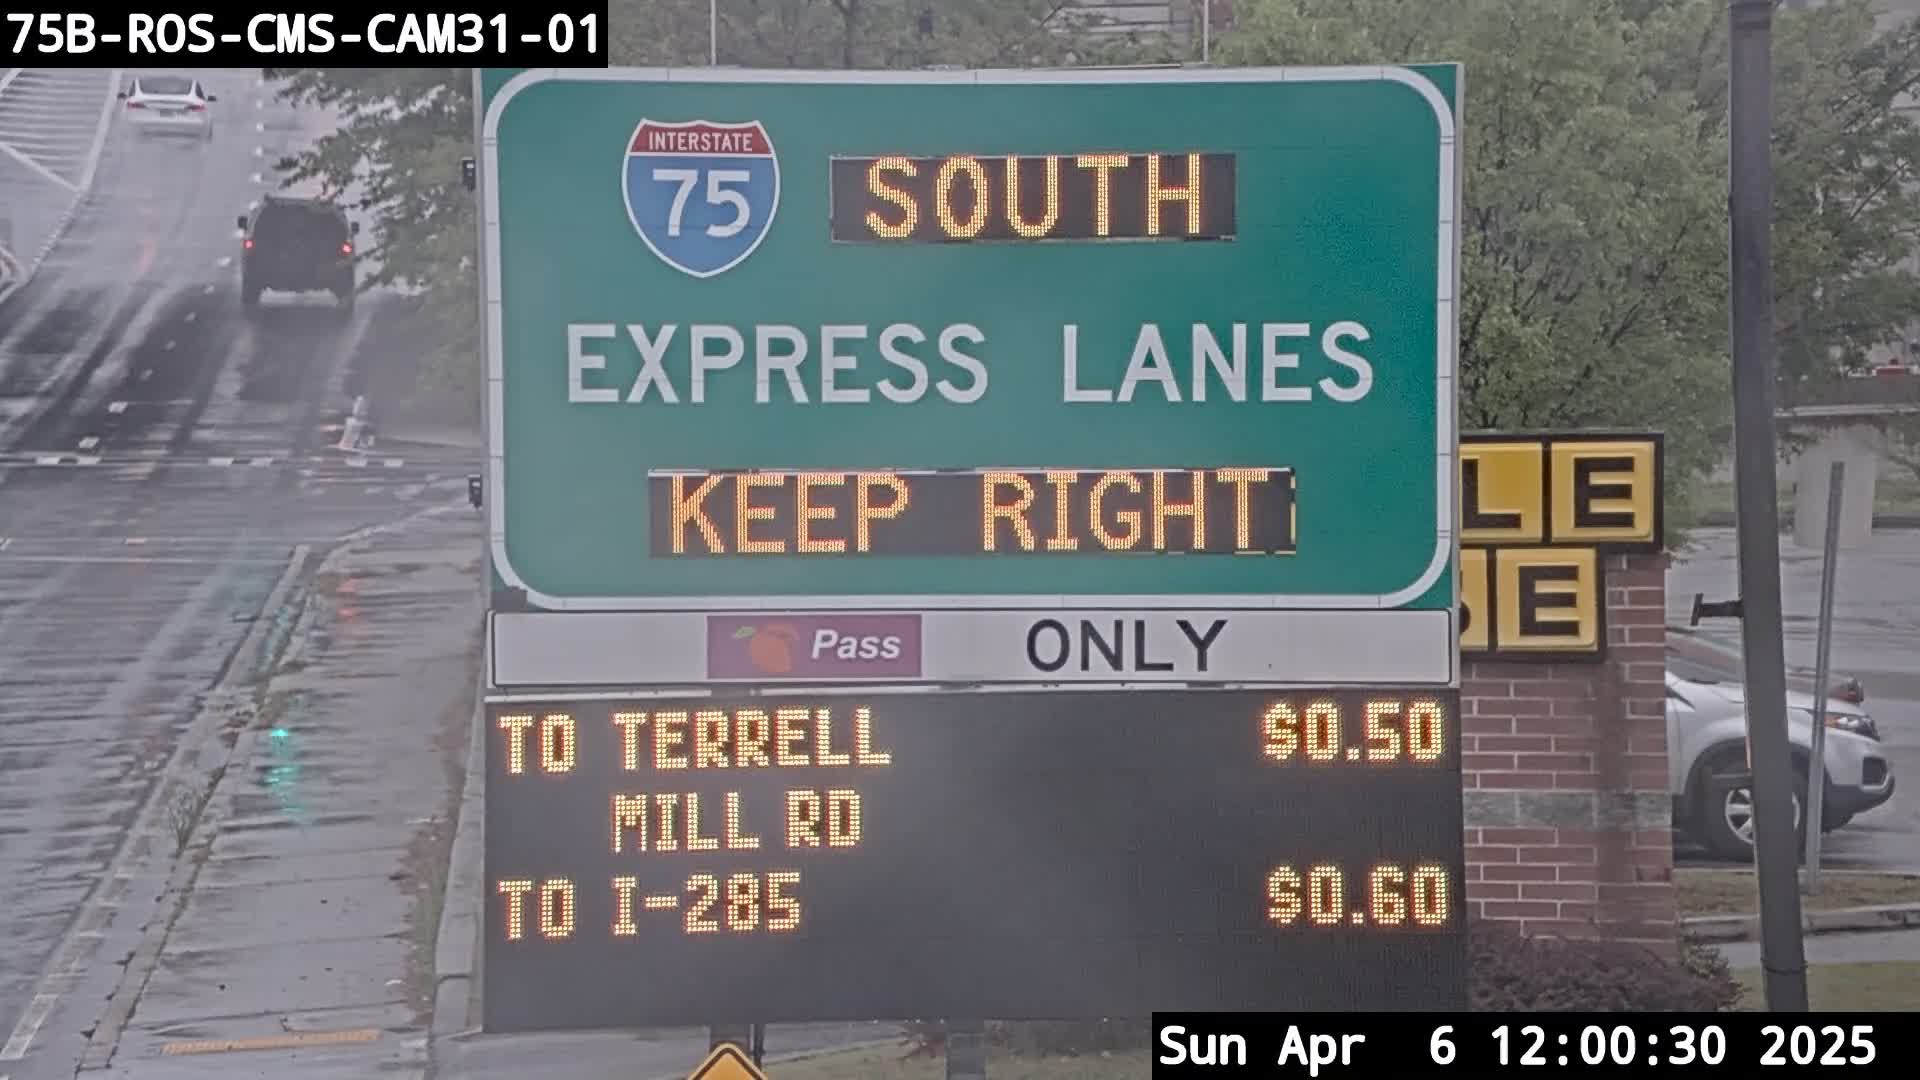 75B-ROS-CMS-CAM31-01
INTERSTATE
75
SOUTH
EXPRESS LANES
KEEP RIGHT
Pass ONLY
TO TERRELL $0.50
MILL RD
TO I-285 $0.60
LE
E
Sun Apr 6 12:00:30 2025